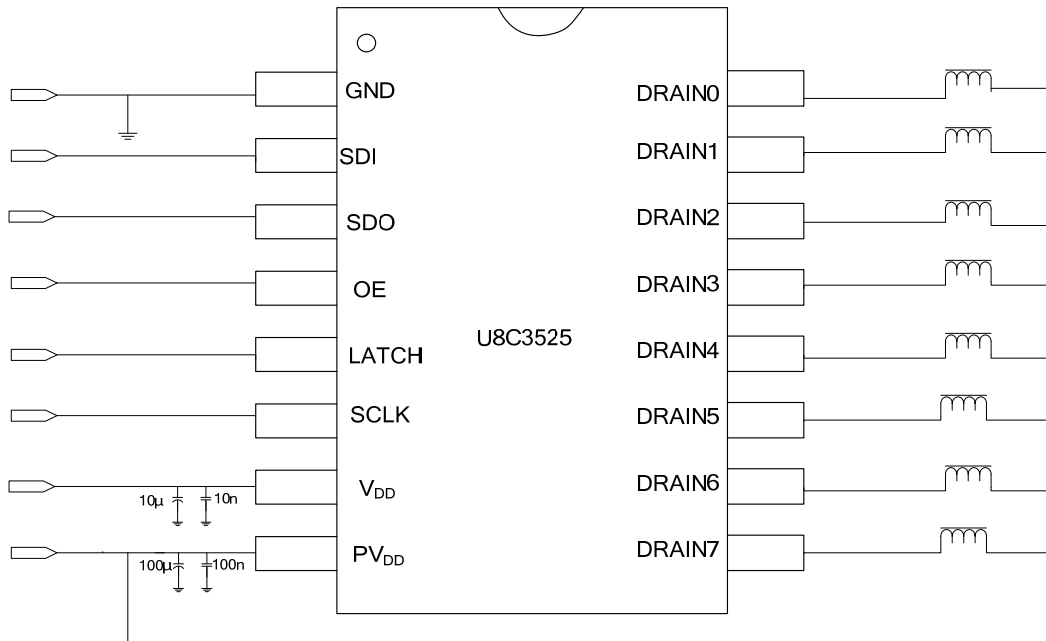 GND
SDI
SDO
OE
LATCH
SCLK
VDD
PVDD
10µ
10n
100µ
100n
U8C3525
DRAIN0
DRAIN1
DRAIN2
DRAIN3
DRAIN4
DRAIN5
DRAIN6
DRAIN7